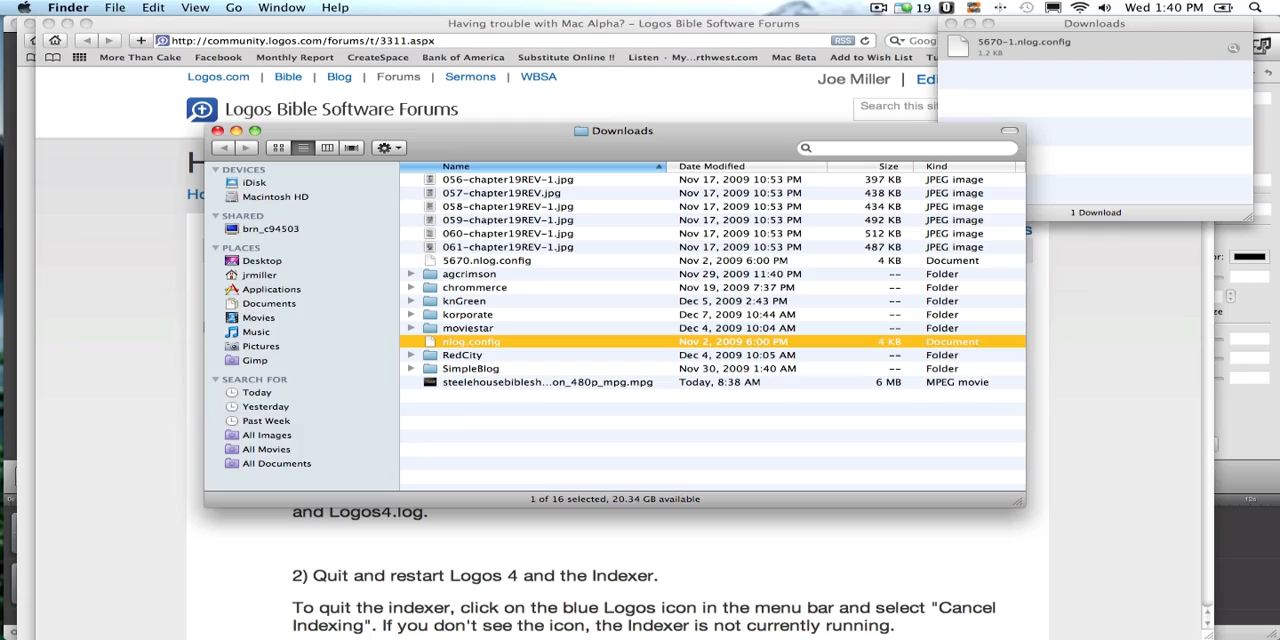 Finder File Edit View Go Window Help 19 Wed 1:40 PM
Having trouble with Mac Alpha? – Logos Bible Software Forums
Downloads
http://community.logos.com/forums/t/3311.aspx RSS Goog
5670-1.nlog.config
1.2 KB
More Than Cake Facebook Monthly Report CreateSpace Bank of America Substitute Online !! Listen - My...rthwest.com Mac Beta Add to Wish List
Logos.com Bible Blog Forums Sermons WBSA
Joe Miller | Edi
Logos Bible Software Forums
Search this si
Downloads
H
Ho
DEVICES
iDisk
Macintosh HD
SHARED
brn_c94503
PLACES
Desktop
jrmiller
Applications
Documents
Movies
Music
Pictures
Gimp
SEARCH FOR
Today
Yesterday
Past Week
All Images
All Movies
All Documents
Name Date Modified Size Kind
056-chapter19REV-1.jpg Nov 17, 2009 10:53 PM 397 KB JPEG image
057-chapter19REV.jpg Nov 17, 2009 10:53 PM 438 KB JPEG image
058-chapter19REV-1.jpg Nov 17, 2009 10:53 PM 434 KB JPEG image
059-chapter19REV-1.jpg Nov 17, 2009 10:53 PM 492 KB JPEG image
060-chapter19REV-1.jpg Nov 17, 2009 10:53 PM 512 KB JPEG image
061-chapter19REV-1.jpg Nov 17, 2009 10:53 PM 487 KB JPEG image
5670.nlog.config Nov 2, 2009 6:00 PM 4 KB Document
agcrimson Nov 29, 2009 11:40 PM -- Folder
chrommerce Nov 19, 2009 7:37 PM -- Folder
knGreen Dec 5, 2009 2:43 PM -- Folder
korporate Dec 7, 2009 10:44 AM -- Folder
moviestar Dec 4, 2009 10:04 AM -- Folder
nlog.config Nov 2, 2009 6:00 PM 4 KB Document
RedCity Dec 4, 2009 10:05 AM -- Folder
SimpleBlog Nov 30, 2009 1:40 AM -- Folder
steelehousebiblesh...on_480p_mpg.mpg Today, 8:38 AM 6 MB MPEG movie
1 of 16 selected, 20.34 GB available
1 Download
s
or:
ze
12s
and Logos4.log.
2) Quit and restart Logos 4 and the Indexer.
To quit the indexer, click on the blue Logos icon in the menu bar and select "Cancel
Indexing". If you don't see the icon, the Indexer is not currently running.